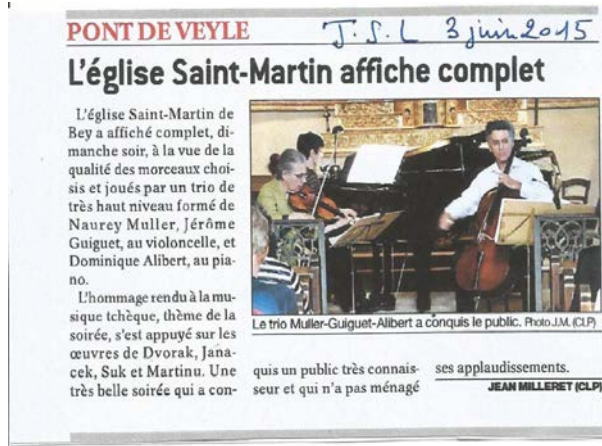 PONT DE VEYLE
J.S.L 3 juin 2015
L'église Saint-Martin affiche complet
L'église Saint-Martin de
Bey a affiché complet, di-
manche soir, à la vue de la
qualité des morceaux choi-
sis et joués par un trio de
très haut niveau formé de
Naurey Muller, Jérôme
Guiguet, au violoncelle, et
Dominique Alibert, au pia-
no.
L'hommage rendu à la mu-
sique tchèque, thème de la
soirée, s'est appuyé sur les
œuvres de Dvorak, Jana-
cek, Suk et Martinu. Une
très belle soirée qui a con-
Le trio Muller-Guiguet-Alibert a conquis le public. Photo J.M. (CLP)
quis un public très connais-
seur et qui n'a pas ménagé
ses applaudissements.
JEAN MILLERET (CLP)